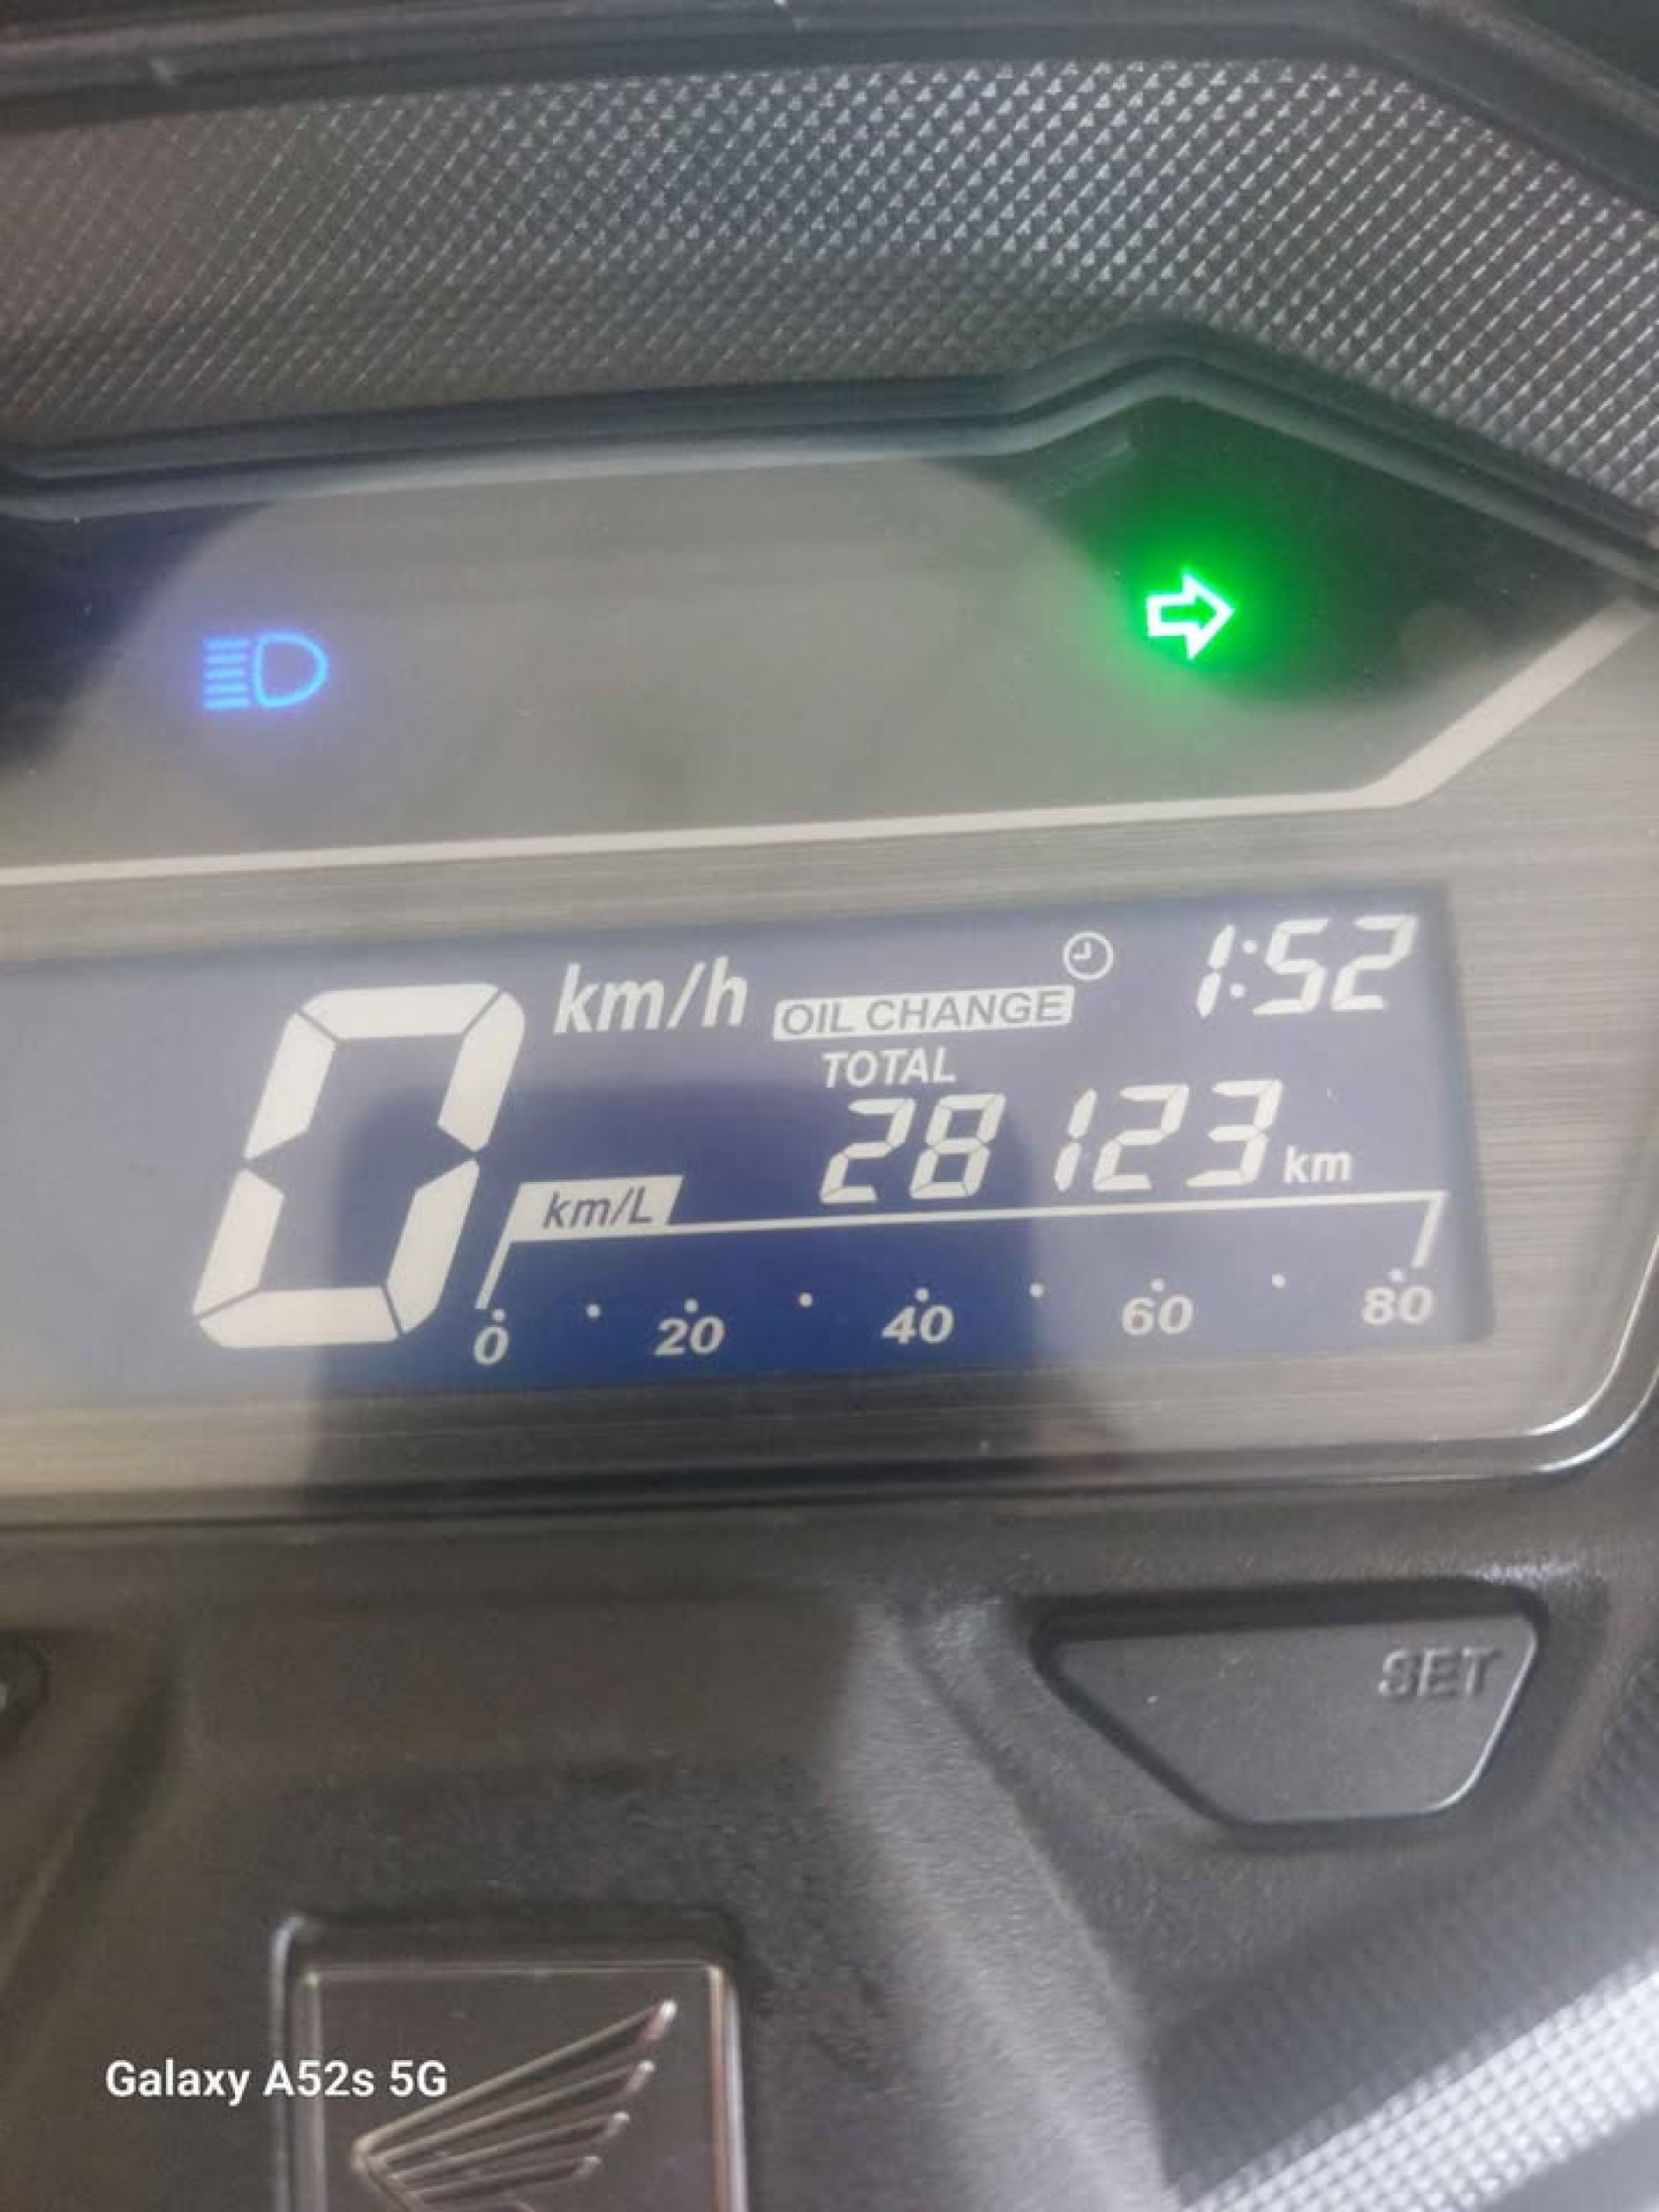 1:52
km/h OIL CHANGE
TOTAL
0 28123 km
km/L
0 20 40 60 80
SET
Galaxy A52s 5G